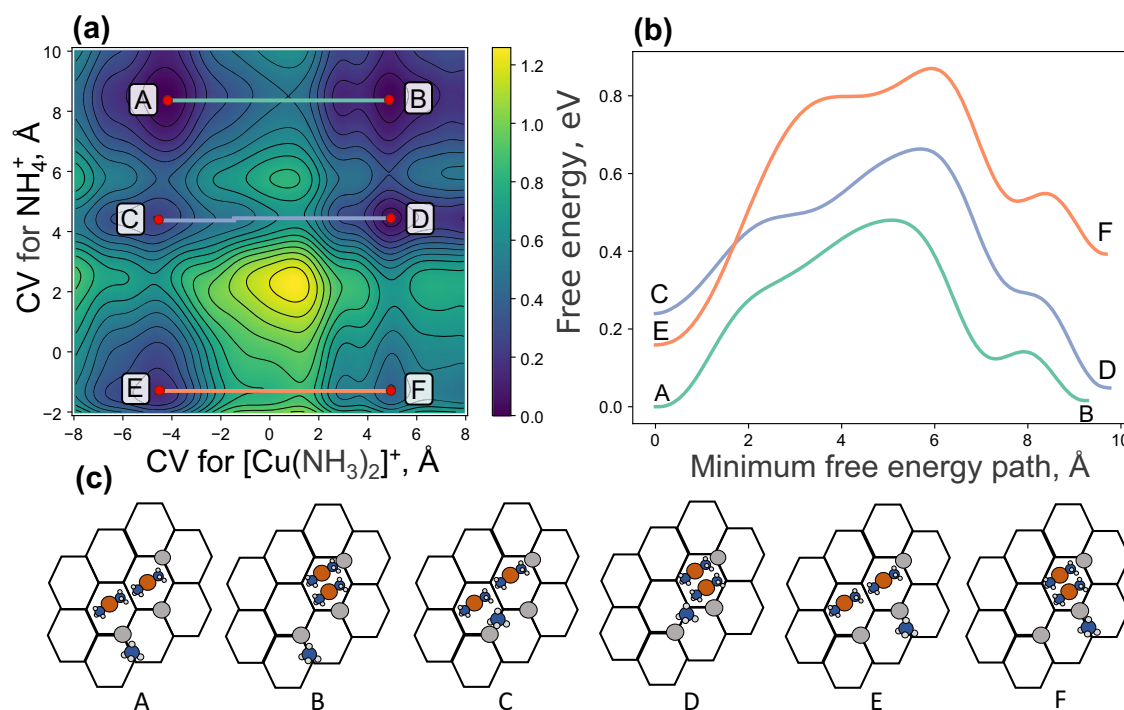 (a)
(b)
10
8
6
4
2
0
−2
CV for NH₄⁺, Å
A
B
C
D
E
F
−8
−6
−4
−2
0
2
4
6
8
CV for [Cu(NH₃)₂]⁺, Å
1.2
1.0
0.8
0.6
0.4
0.2
0.0
Free energy, eV
0.8
0.6
0.4
0.2
0.0
C
E
A
F
D
B
0
2
4
6
8
10
Minimum free energy path, Å
(c)
A
B
C
D
E
F